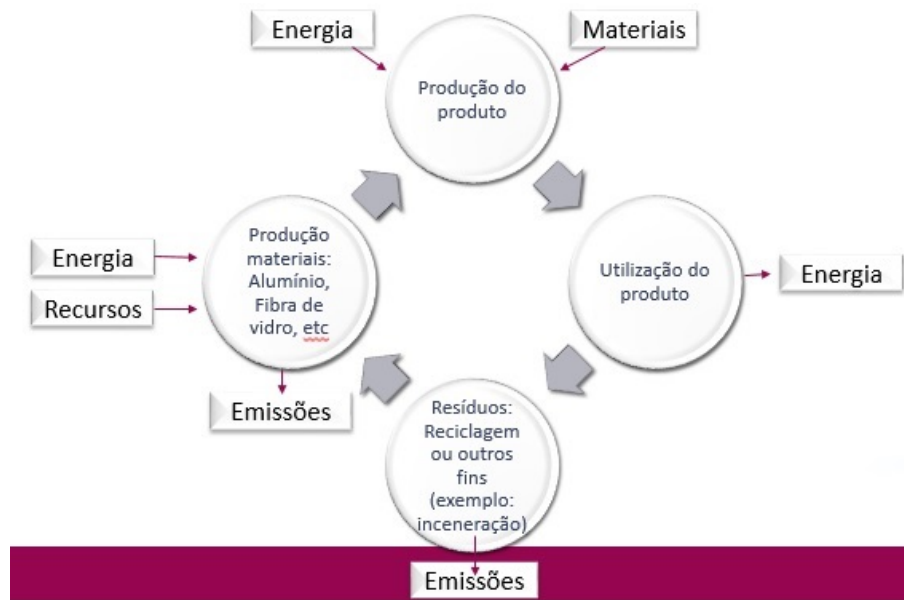 Energia
Materiais
Produção do
produto
Produção
materiais:
Alumínio,
Fibra de
vidro, etc
Energia
Recursos
Emissões
Utilização do
produto
Energia
Resíduos:
Reciclagem
ou outros
fins
(exemplo:
inceneração)
Emissões